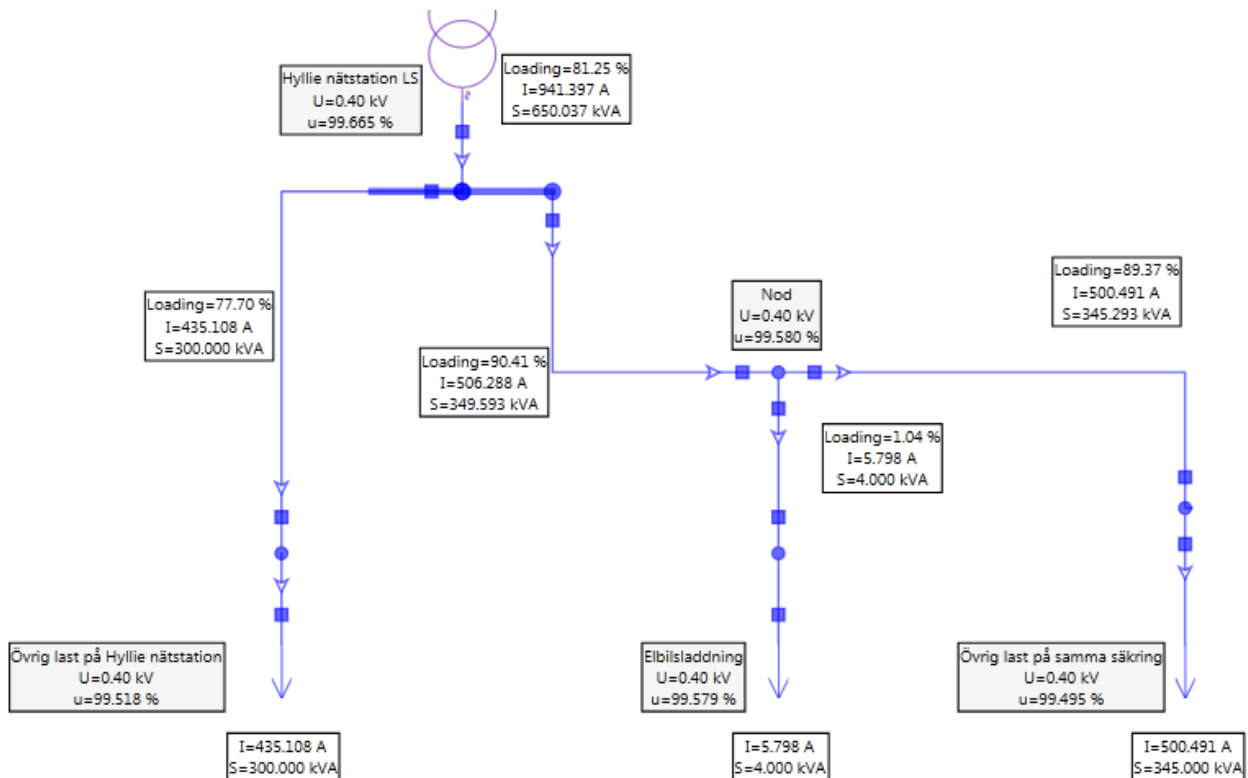 Loading=81.25 %
I=941.397 A
S=650.037 kVA
Hyllie nätstation LS
U=0.40 kV
u=99.665 %
Loading=89.37 %
I=500.491 A
S=345.293 kVA
Loading=77.70 %
I=435.108 A
S=300.000 kVA
Nod
U=0.40 kV
u=99.580 %
Loading=90.41 %
I=506.288 A
S=349.593 kVA
Loading=1.04 %
I=5.798 A
S=4.000 kVA
Övrig last på Hyllie nätstation
U=0.40 kV
u=99.518 %
Elbilsladdning
U=0.40 kV
u=99.579 %
Övrig last på samma säkring
U=0.40 kV
u=99.495 %
I=435.108 A
S=300.000 kVA
I=5.798 A
S=4.000 kVA
I=500.491 A
S=345.000 kVA